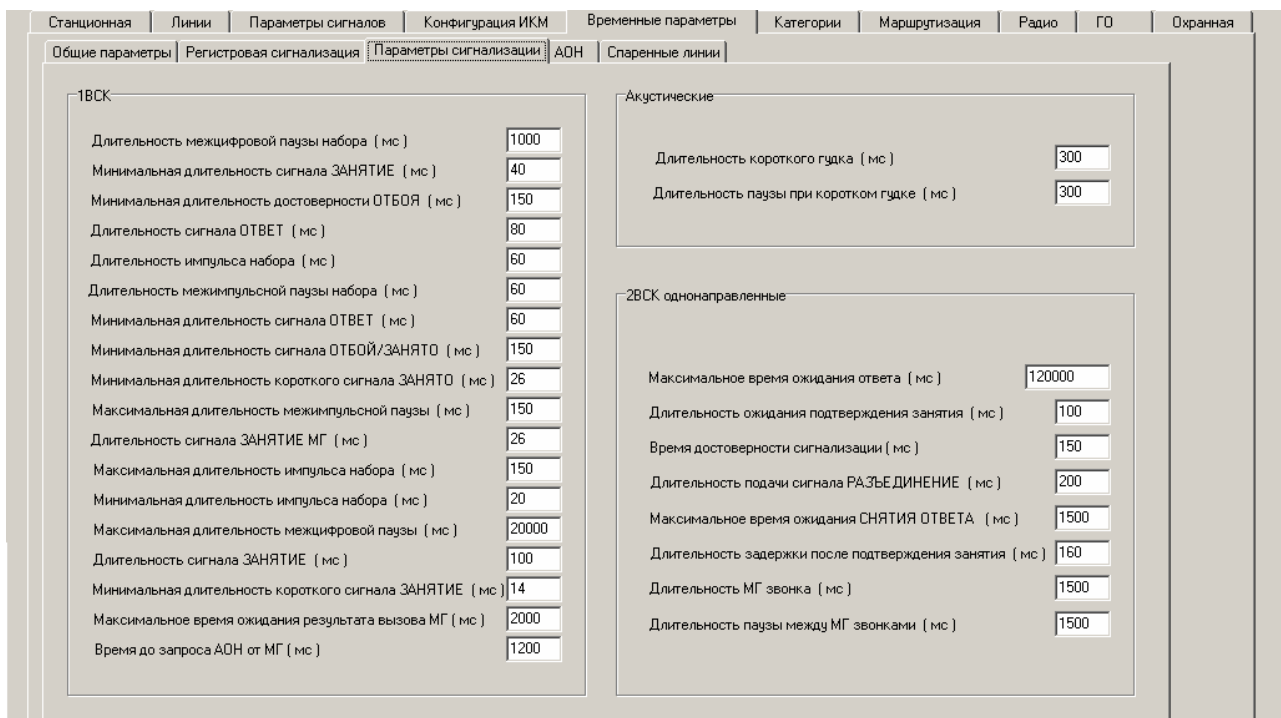 Станционная Линии Параметры сигналов Конфигурация ИКМ Временные параметры Категории Маршрутизация Радио ГО Охранная
Общие параметры Регистровая сигнализация Параметры сигнализации АОН Спаренные линии
1ВСК
Длительность межцифровой паузы набора ( мс ) 1000
Минимальная длительность сигнала ЗАНЯТИЕ ( мс ) 40
Минимальная длительность достоверности ОТБОЯ ( мс ) 150
Длительность сигнала ОТВЕТ ( мс ) 80
Длительность импульса набора ( мс ) 60
Длительность межимпульсной паузы набора ( мс ) 60
Минимальная длительность сигнала ОТВЕТ ( мс ) 60
Минимальная длительность сигнала ОТБОЙ/ЗАНЯТО ( мс ) 150
Минимальная длительность короткого сигнала ЗАНЯТО ( мс ) 26
Максимальная длительность межимпульсной паузы ( мс ) 150
Длительность сигнала ЗАНЯТИЕ МГ ( мс ) 26
Максимальная длительность импульса набора ( мс ) 150
Минимальная длительность импульса набора ( мс ) 20
Максимальная длительность межцифровой паузы ( мс ) 20000
Длительность сигнала ЗАНЯТИЕ ( мс ) 100
Минимальная длительность короткого сигнала ЗАНЯТИЕ ( мс ) 14
Максимальное время ожидания результата вызова МГ ( мс ) 2000
Время до запроса АОН от МГ ( мс ) 1200
Акустические
Длительность короткого гудка ( мс ) 300
Длительность паузы при коротком гудке ( мс ) 300
2ВСК однонаправленные
Максимальное время ожидания ответа ( мс ) 120000
Длительность ожидания подтверждения занятия ( мс ) 100
Время достоверности сигнализации ( мс ) 150
Длительность подачи сигнала РАЗЪЕДИНЕНИЕ ( мс ) 200
Максимальное время ожидания СНЯТИЯ ОТВЕТА ( мс ) 1500
Длительность задержки после подтверждения занятия ( мс ) 160
Длительность МГ звонка ( мс ) 1500
Длительность паузы между МГ звонками ( мс ) 1500